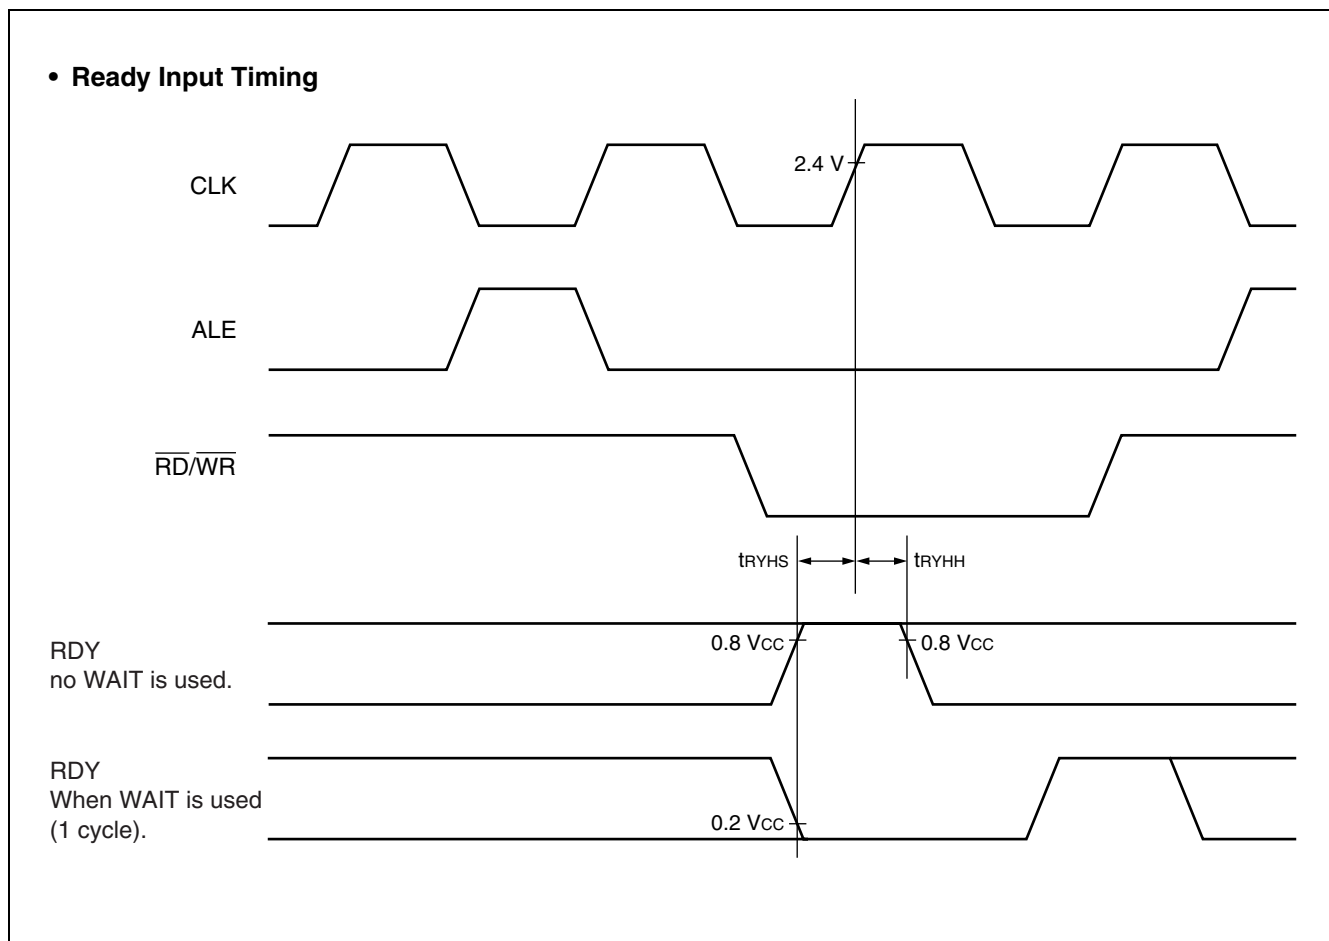 • Ready Input Timing
2.4 V
CLK
ALE
RD/WR
tRYHS
tRYHH
RDY
no WAIT is used.
0.8 VCC
0.8 VCC
RDY
When WAIT is used
(1 cycle).
0.2 VCC